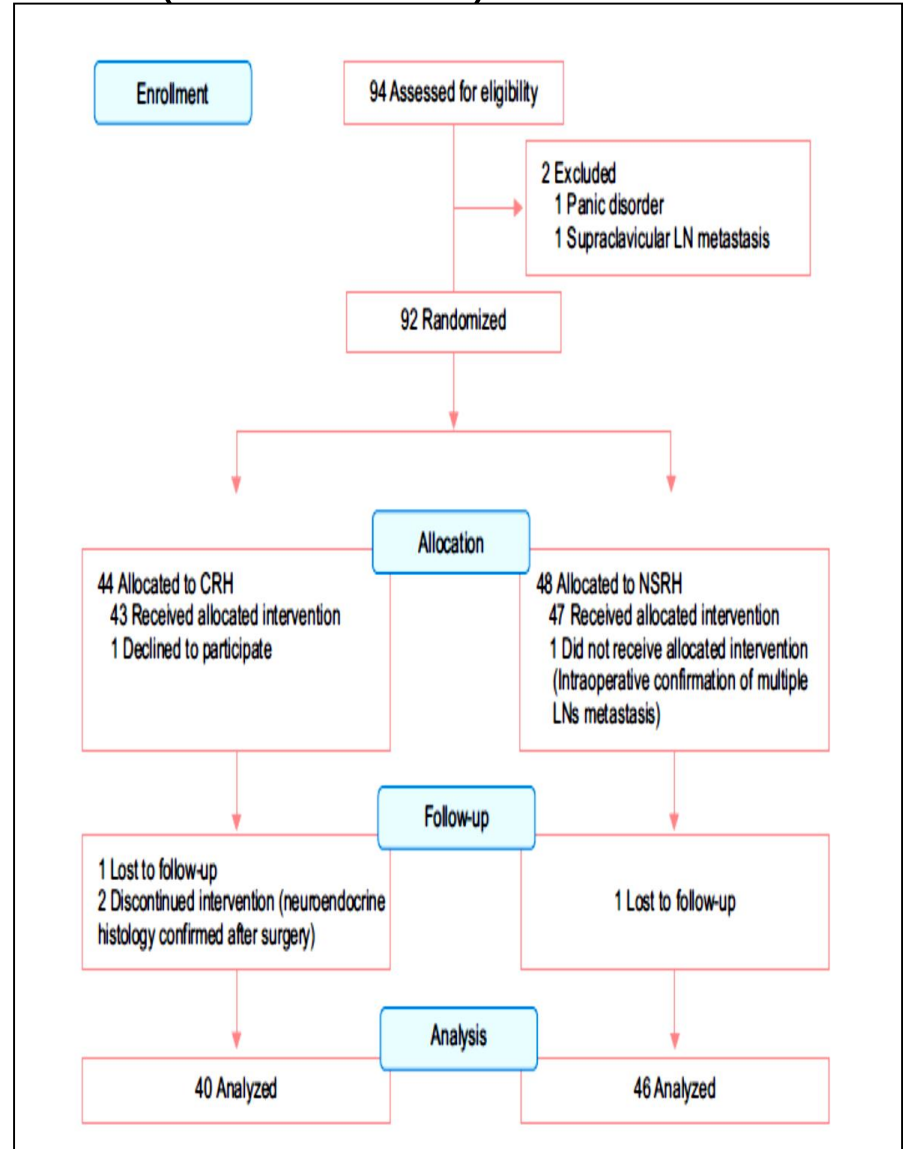 Enrollment
94 Assessed for eligibility
2 Excluded
1 Panic disorder
1 Supraclavicular LN metastasis
92 Randomized
Allocation
44 Allocated to CRH
43 Received allocated intervention
1 Declined to participate
48 Allocated to NSRH
47 Received allocated intervention
1 Did not receive allocated intervention
(Intraoperative confirmation of multiple
LNs metastasis)
Follow-up
1 Lost to follow-up
2 Discontinued intervention (neuroendocrine
histology confirmed after surgery)
1 Lost to follow-up
Analysis
40 Analyzed
46 Analyzed